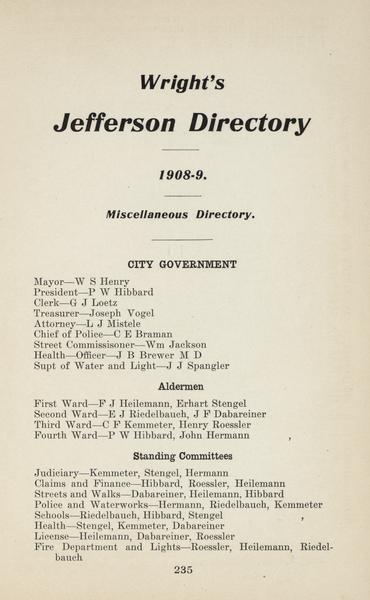 Wright's
Jefferson Directory
1908-9.
Miscellaneous Directory.
CITY GOVERNMENT
Mayor—W S Henry
President—P W Hibbard
Clerk—G J Loetz
Treasurer—Joseph Vogel
Attorney—L J Mistele
Chief of Police—C E Braman
Street Commissisoner—Wm Jackson
Health—Officer—J B Brewer M D
Supt of Water and Light—J J Spangler
Aldermen
First Ward—F J Heilemann, Erhart Stengel
Second Ward—E J Riedelbauch, J F Dabareiner
Third Ward—C F Kemmeter, Henry Roessler
Fourth Ward—P W Hibbard, John Hermann
Standing Committees
Judiciary—Kemmeter, Stengel, Hermann
Claims and Finance—Hibbard, Roessler, Heilemann
Streets and Walks—Dabareiner, Heilemann, Hibbard
Police and Waterworks—Hermann, Riedelbauch, Kemmeter
Schools—Riedelbauch, Hibbard, Stengel
Health—Stengel, Kemmeter, Dabareiner
License—Heilemann, Dabareiner, Roessler
Fire Department and Lights—Roessler, Heilemann, Riedel-
bauch
235